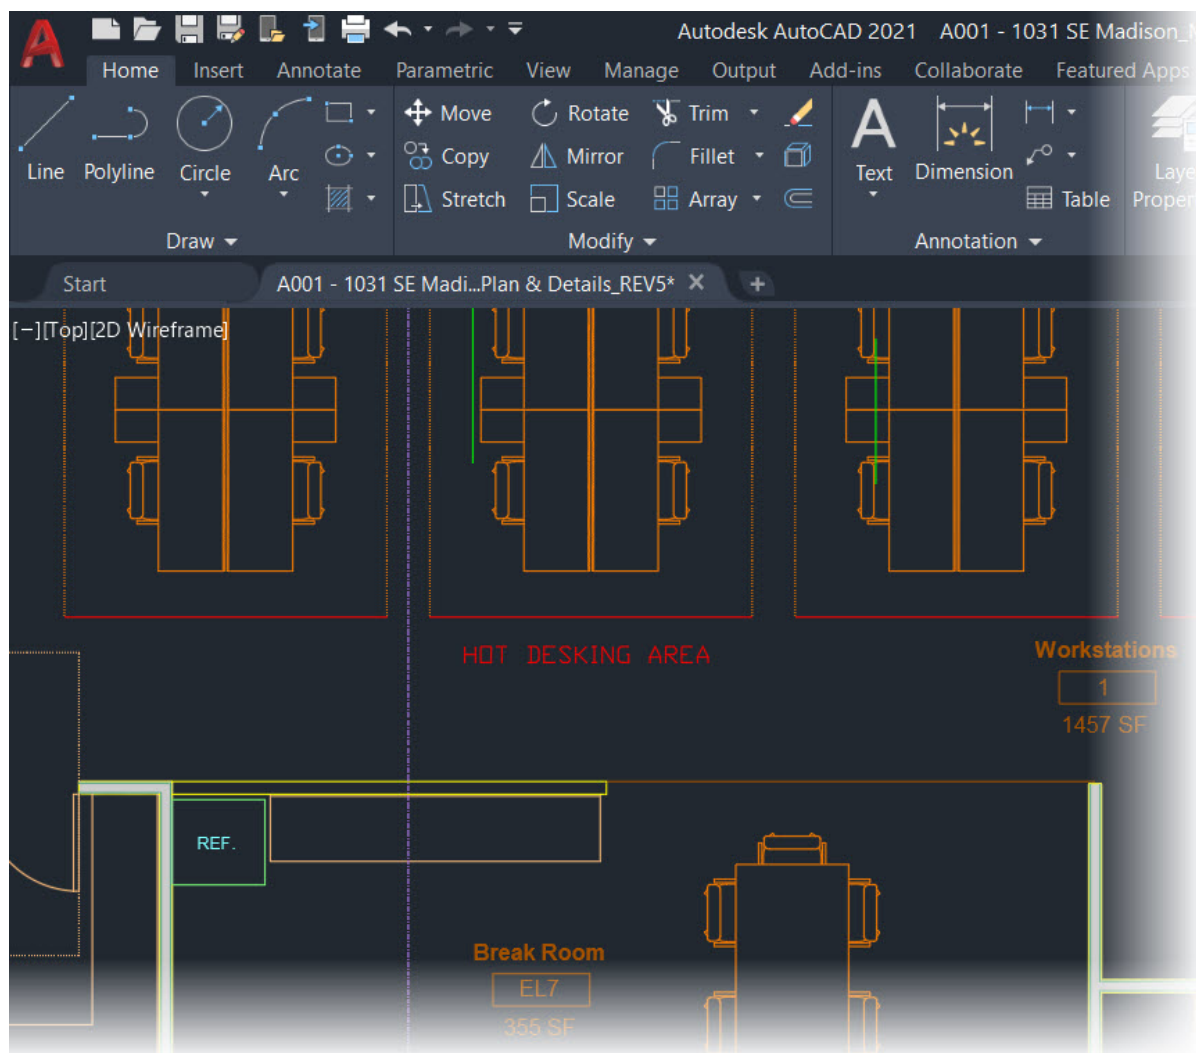 Autodesk AutoCAD 2021 A001 - 1031 SE Madison_
Home Insert Annotate Parametric View Manage Output Add-ins Collaborate Featured Apps
Line Polyline Circle Arc
Move Rotate Trim
Copy Mirror Fillet
Stretch Scale Array
Text Dimension
Table
Draw Modify Annotation
Start A001 - 1031 SE Madi...Plan & Details_REV5* ×
[−][Top][2D Wireframe]
HOT DESKING AREA
Workstations
1
1457 SF
REF.
Break Room
EL7
355 SF